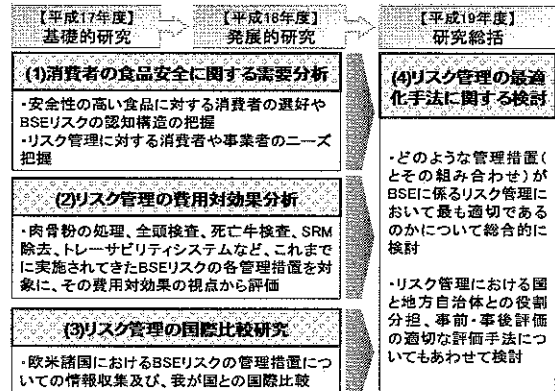 【平成17年度】
基礎的研究
【平成18年度】
発展的研究
【平成19年度】
研究総括
(1)消費者の食品安全に関する需要分析
・安全性の高い食品に対する消費者の選好や
BSEリスクの認知構造の把握
・リスク管理に対する消費者や事業者のニーズ
把握
(2)リスク管理の費用対効果分析
・肉骨粉の処理、全頭検査、死亡牛検査、SRM
除去、トレーサビリティシステムなど、これまで
に実施されてきたBSEリスクの各管理措置を対
象に、その費用対効果の視点から評価
(3)リスク管理の国際比較研究
・欧米諸国におけるBSEリスクの管理措置につ
いての情報収集及び、我が国との国際比較
(4)リスク管理の最適
化手法に関する検討
・どのような管理措置(
とその組み合わせ)が
BSEに係るリスク管理に
おいて最も適切である
のかについて総合的に
検討
・リスク管理における国
と地方自治体との役割
分担、事前・事後評価
の適切な評価手法につ
いてもあわせて検討